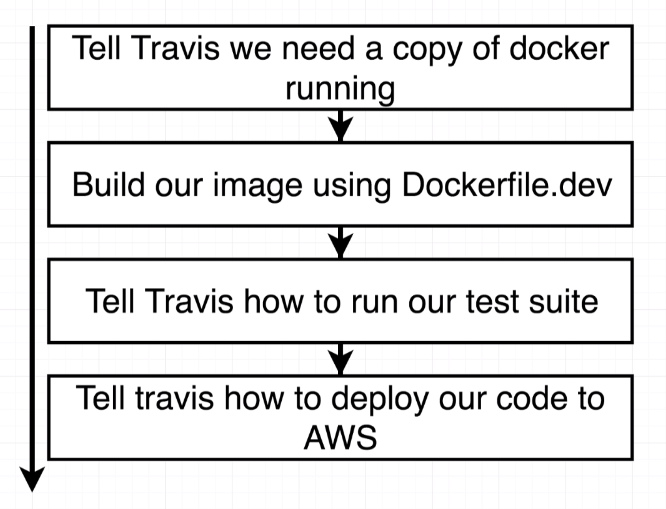 Tell Travis we need a copy of docker
running
Build our image using Dockerfile.dev
Tell Travis how to run our test suite
Tell travis how to deploy our code to
AWS